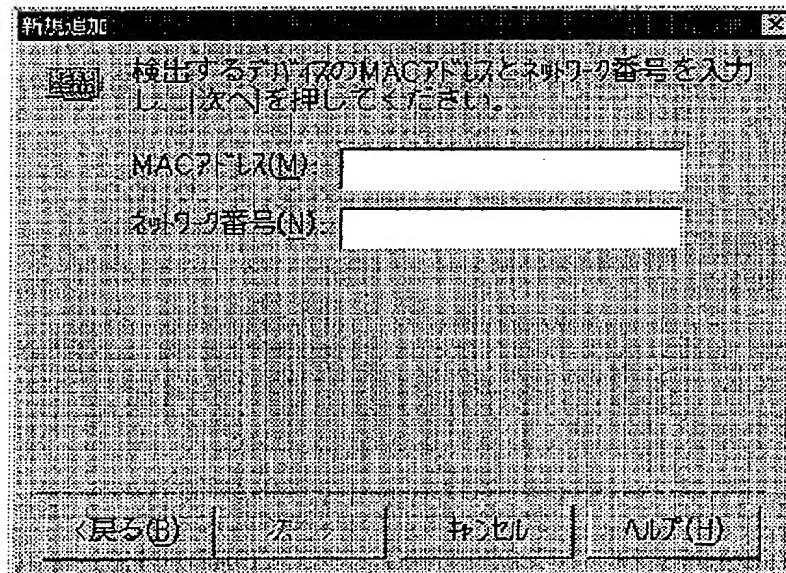 新規追加
検出するデバイスのMACアドレスとネットワーク番号を入力
し、[次へ]を押してください。
MACアドレス(M):
ネットワーク番号(N):
<戻る(B)
キャンセル
ヘルプ(H)